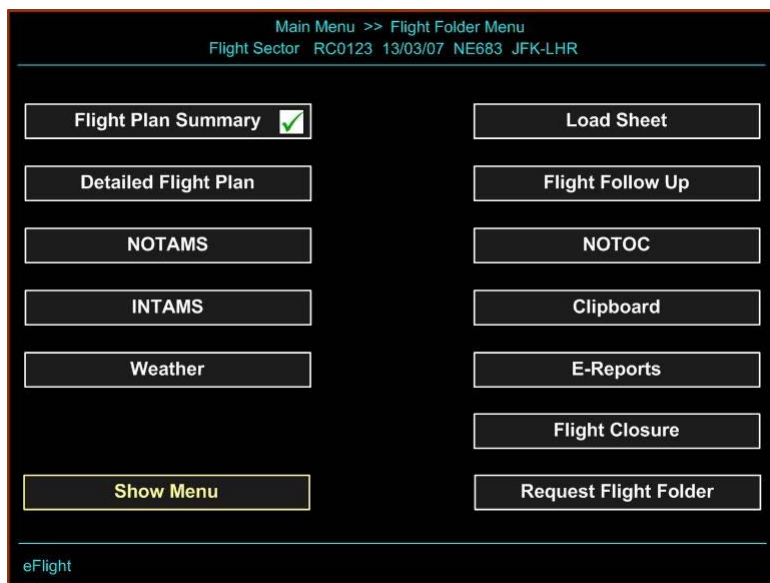 Main Menu >> Flight Folder Menu
Flight Sector RC0123 13/03/07 NE683 JFK-LHR
Flight Plan Summary
Load Sheet
Detailed Flight Plan
Flight Follow Up
NOTAMS
NOTOC
INTAMS
Clipboard
Weather
E-Reports
Flight Closure
Show Menu
Request Flight Folder
eFlight